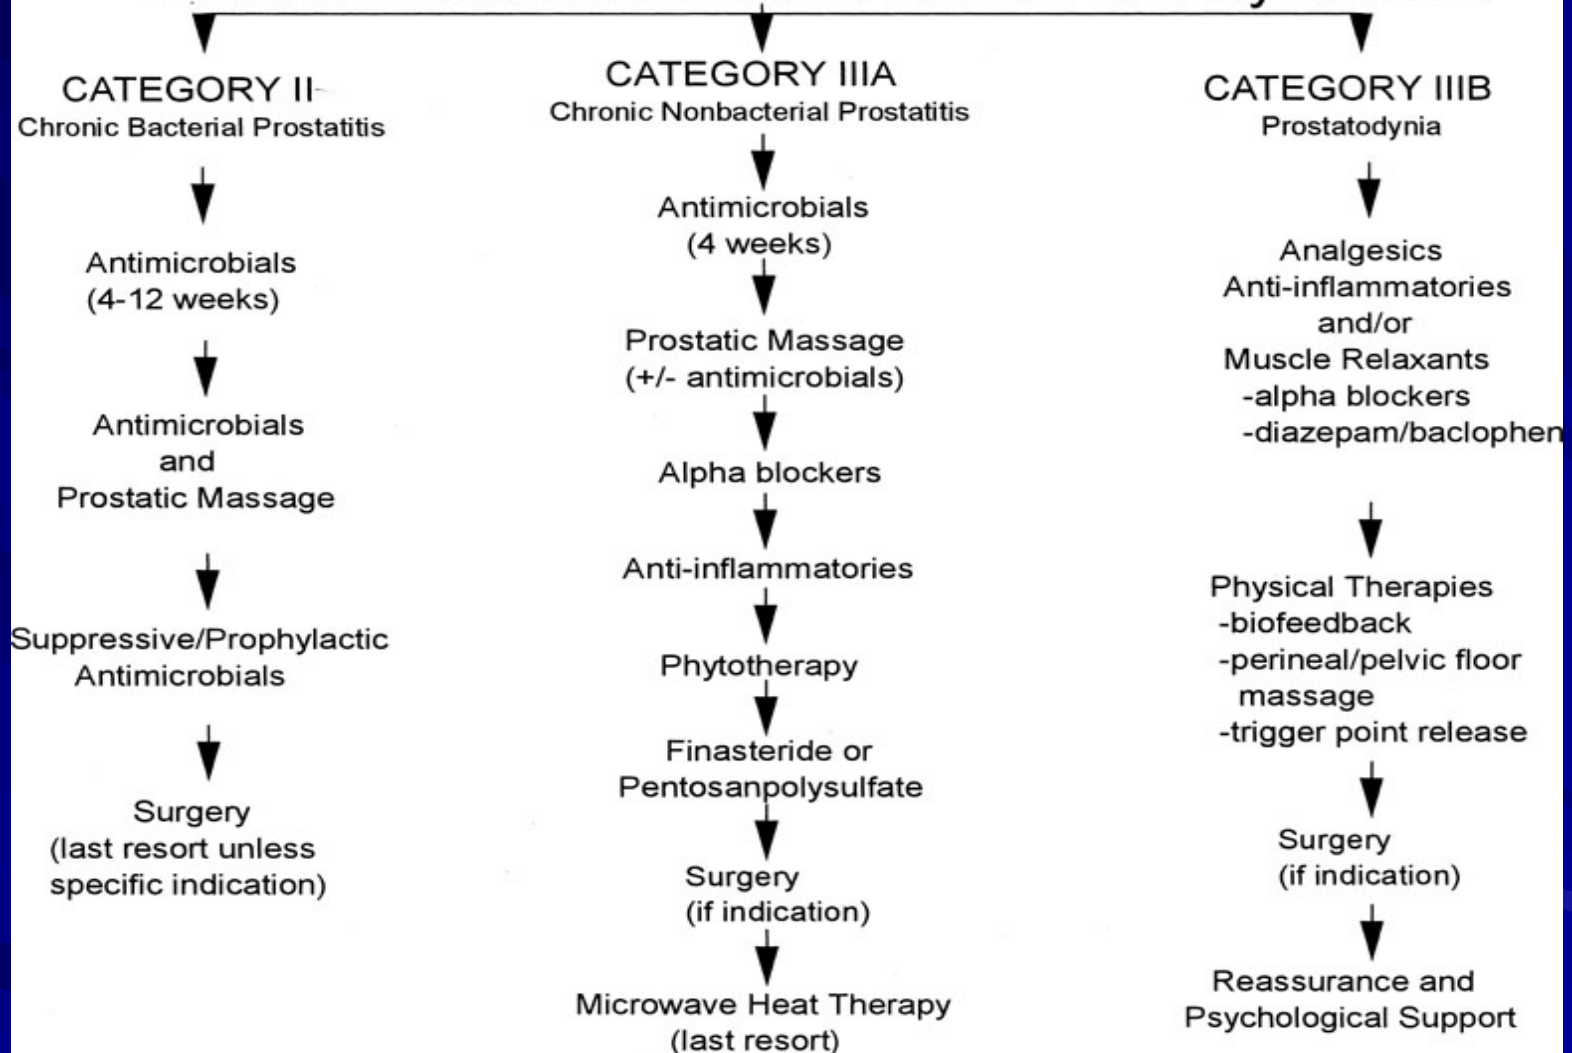 CATEGORY II
Chronic Bacterial Prostatitis
Antimicrobials
(4-12 weeks)
Antimicrobials
and
Prostatic Massage
Suppressive/Prophylactic
Antimicrobials
Surgery
(last resort unless
specific indication)
CATEGORY IIIA
Chronic Nonbacterial Prostatitis
Antimicrobials
(4 weeks)
Prostatic Massage
(+/- antimicrobials)
Alpha blockers
Anti-inflammatories
Phytotherapy
Finasteride or
Pentosanpolysulfate
Surgery
(if indication)
Microwave Heat Therapy
(last resort)
CATEGORY IIIB
Prostatodynia
Analgesics
Anti-inflammatories
and/or
Muscle Relaxants
-alpha blockers
-diazepam/baclophen
Physical Therapies
-biofeedback
-perineal/pelvic floor
massage
-trigger point release
Surgery
(if indication)
Reassurance and
Psychological Support